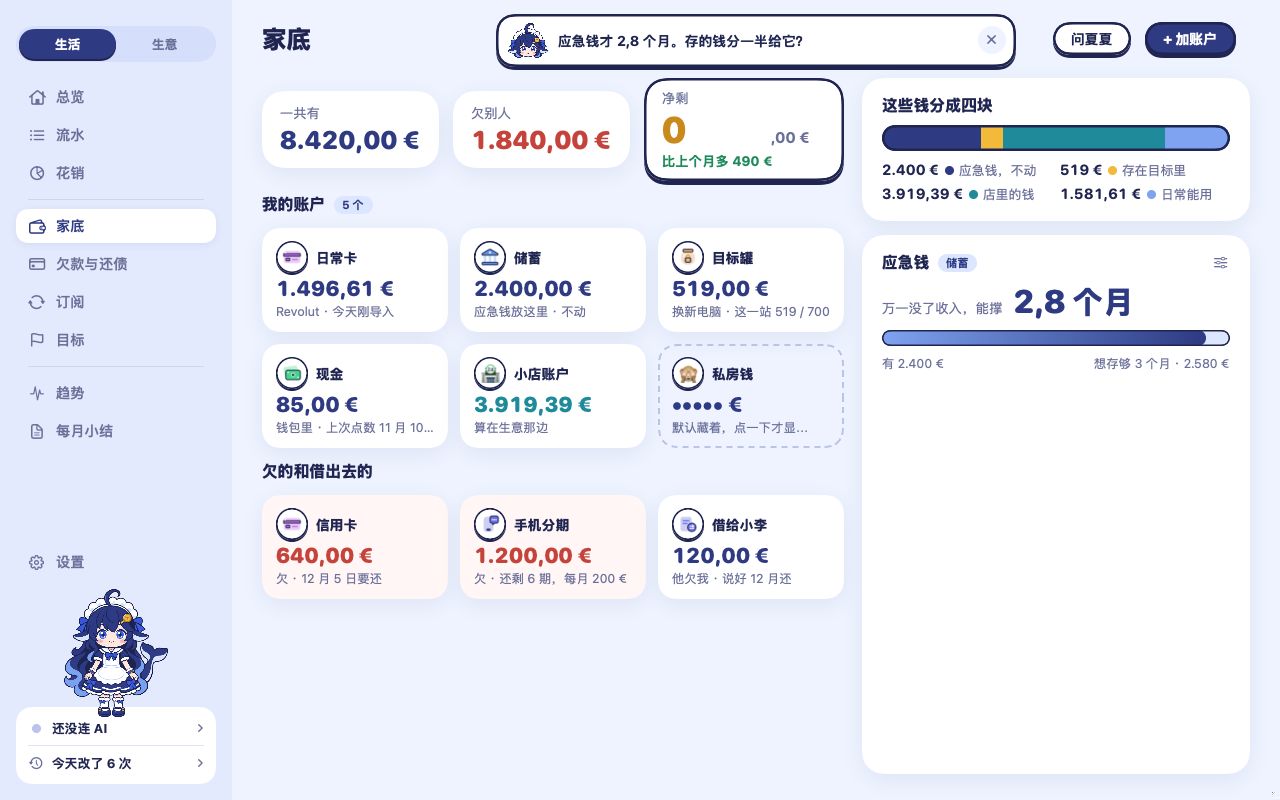 生活
生意
总览
流水
花销
家底
欠款与还债
订阅
目标
趋势
每月小结
设置
还没连 AI
今天改了 6 次
家底
应急钱才 2,8 个月。存的钱分一半给它?
问夏夏
+ 加账户
一共有
8.420,00 €
欠别人
1.840,00 €
净剩
0 ,00 €
比上个月多 490 €
我的账户 5 个
日常卡
1.496,61 €
Revolut · 今天刚导入
储蓄
2.400,00 €
应急钱放这里 · 不动
目标罐
519,00 €
换新电脑 · 这一站 519 / 700
现金
85,00 €
钱包里 · 上次点数 11 月 10...
小店账户
3.919,39 €
算在生意那边
私房钱
••••• €
默认藏着，点一下才显...
欠的和借出去的
信用卡
640,00 €
欠 · 12 月 5 日要还
手机分期
1.200,00 €
欠 · 还剩 6 期，每月 200 €
借给小李
120,00 €
他欠我 · 说好 12 月还
这些钱分成四块
2.400 € 应急钱，不动
519 € 存在目标里
3.919,39 € 店里的钱
1.581,61 € 日常能用
应急钱 储蓄
万一没了收入，能撑 2,8 个月
有 2.400 €
想存够 3 个月 · 2.580 €